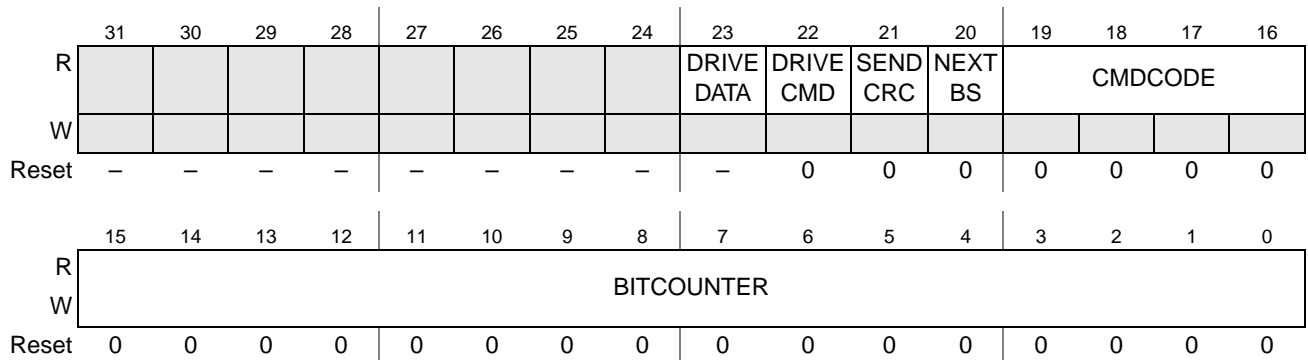 31 30 29 28 27 26 25 24 23 22 21 20 19 18 17 16
R DRIVE DATA DRIVE CMD SEND CRC NEXT BS CMDCODE
W
Reset – – – – – – – – – 0 0 0 0 0 0 0
15 14 13 12 11 10 9 8 7 6 5 4 3 2 1 0
R BITCOUNTER
W
Reset 0 0 0 0 0 0 0 0 0 0 0 0 0 0 0 0